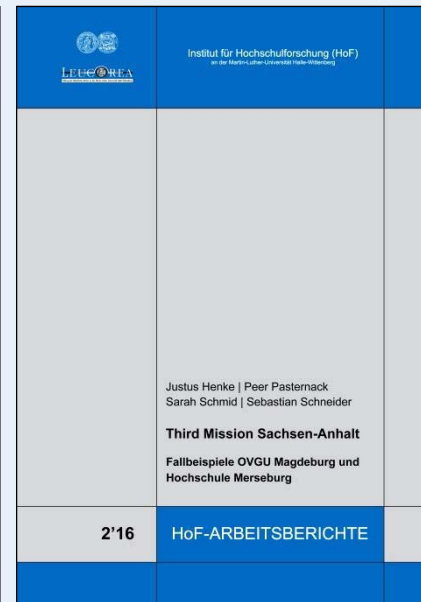 LEUCOREA
Institut für Hochschulforschung (HoF)
an der Martin-Luther-Universität Halle-Wittenberg
Justus Henke | Peer Pasternack
Sarah Schmid | Sebastian Schneider
Third Mission Sachsen-Anhalt
Fallbeispiele OVGU Magdeburg und
Hochschule Merseburg
2’16
HoF-ARBEITSBERICHTE